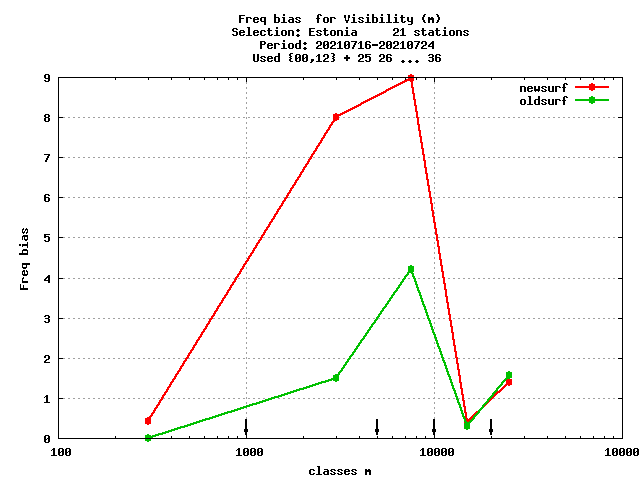 Freq bias  for Visibility (m)
Selection: Estonia     21 stations
Period: 20210716-20210724
Used {00,12} + 25 26 ... 36
newsurf
oldsurf
9
8
7
6
5
4
3
2
1
0
Freq bias
100 1000 10000 10000
classes m